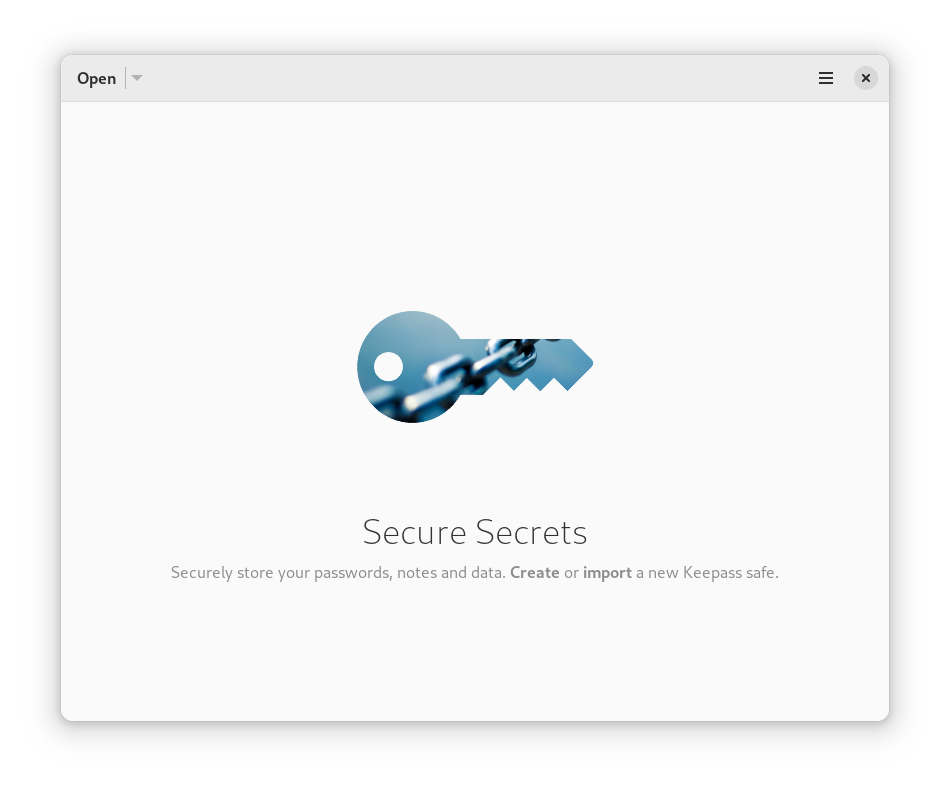 Open
Secure Secrets
Securely store your passwords, notes and data. Create or import a new Keepass safe.